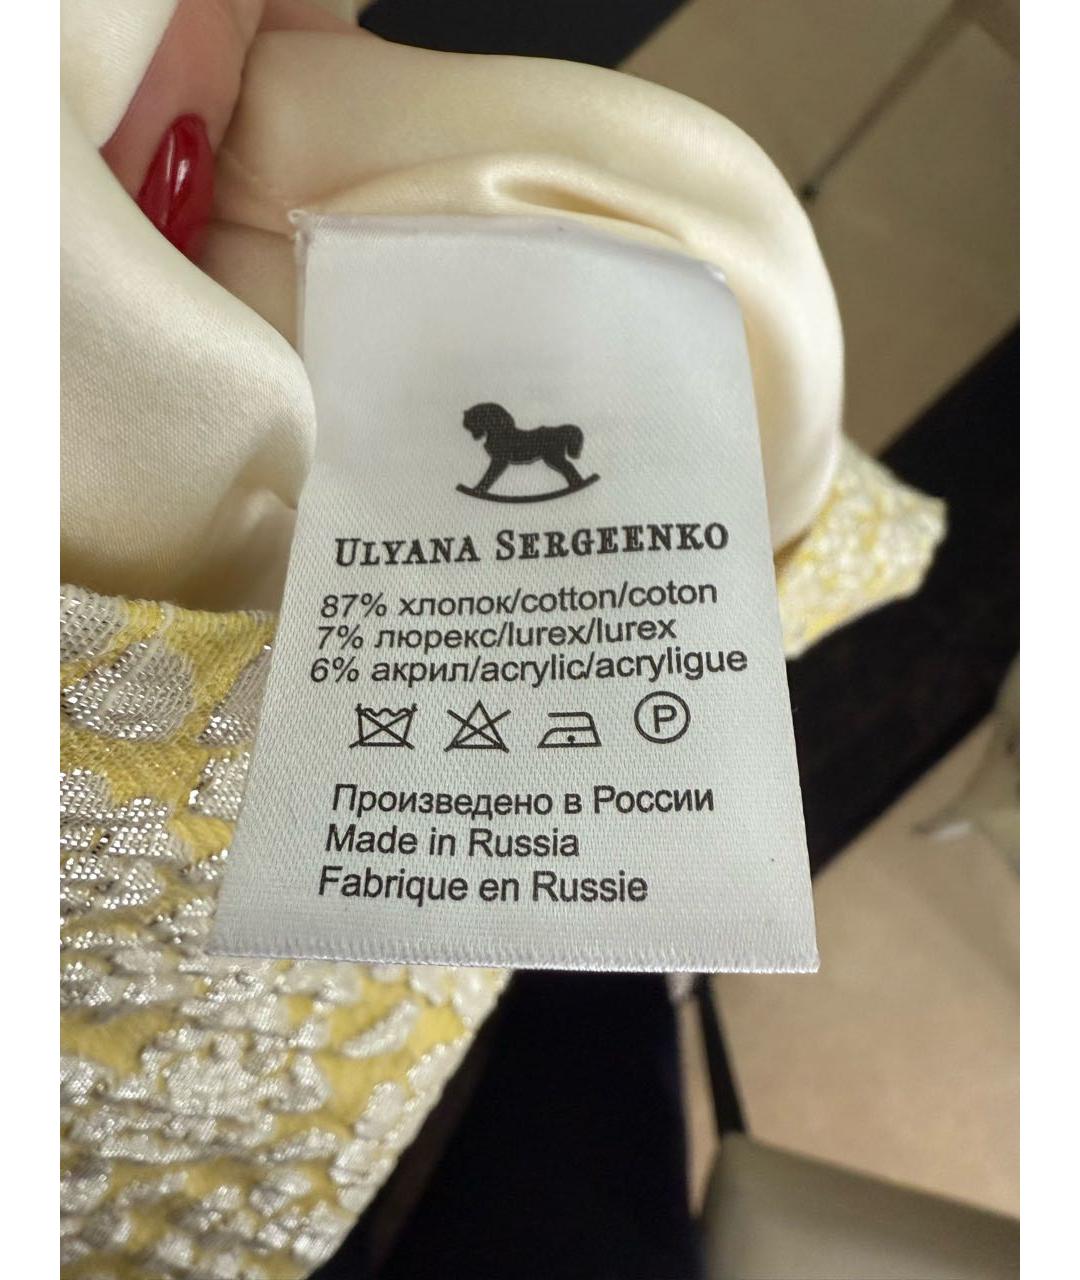 ULYANA SERGEENKO
87% хлопок/cotton/coton
7% люрекс/lurex/lurex
6% акрил/acrylic/acryligue
P
Произведено в России
Made in Russia
Fabrique en Russie